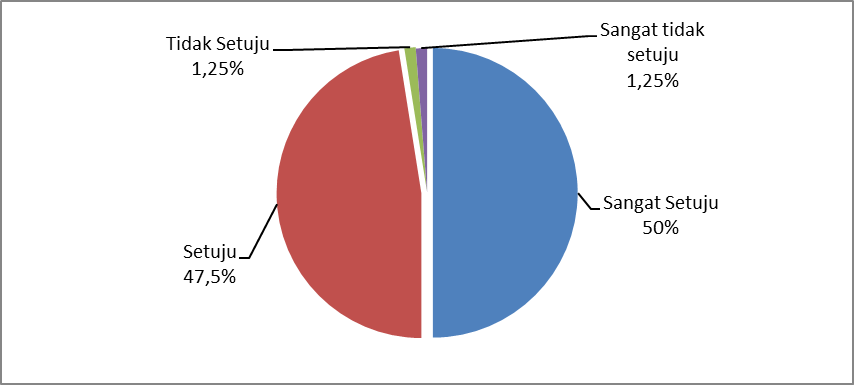 Tidak Setuju
1,25%
Sangat tidak
setuju
1,25%
Sangat Setuju
50%
Setuju
47,5%